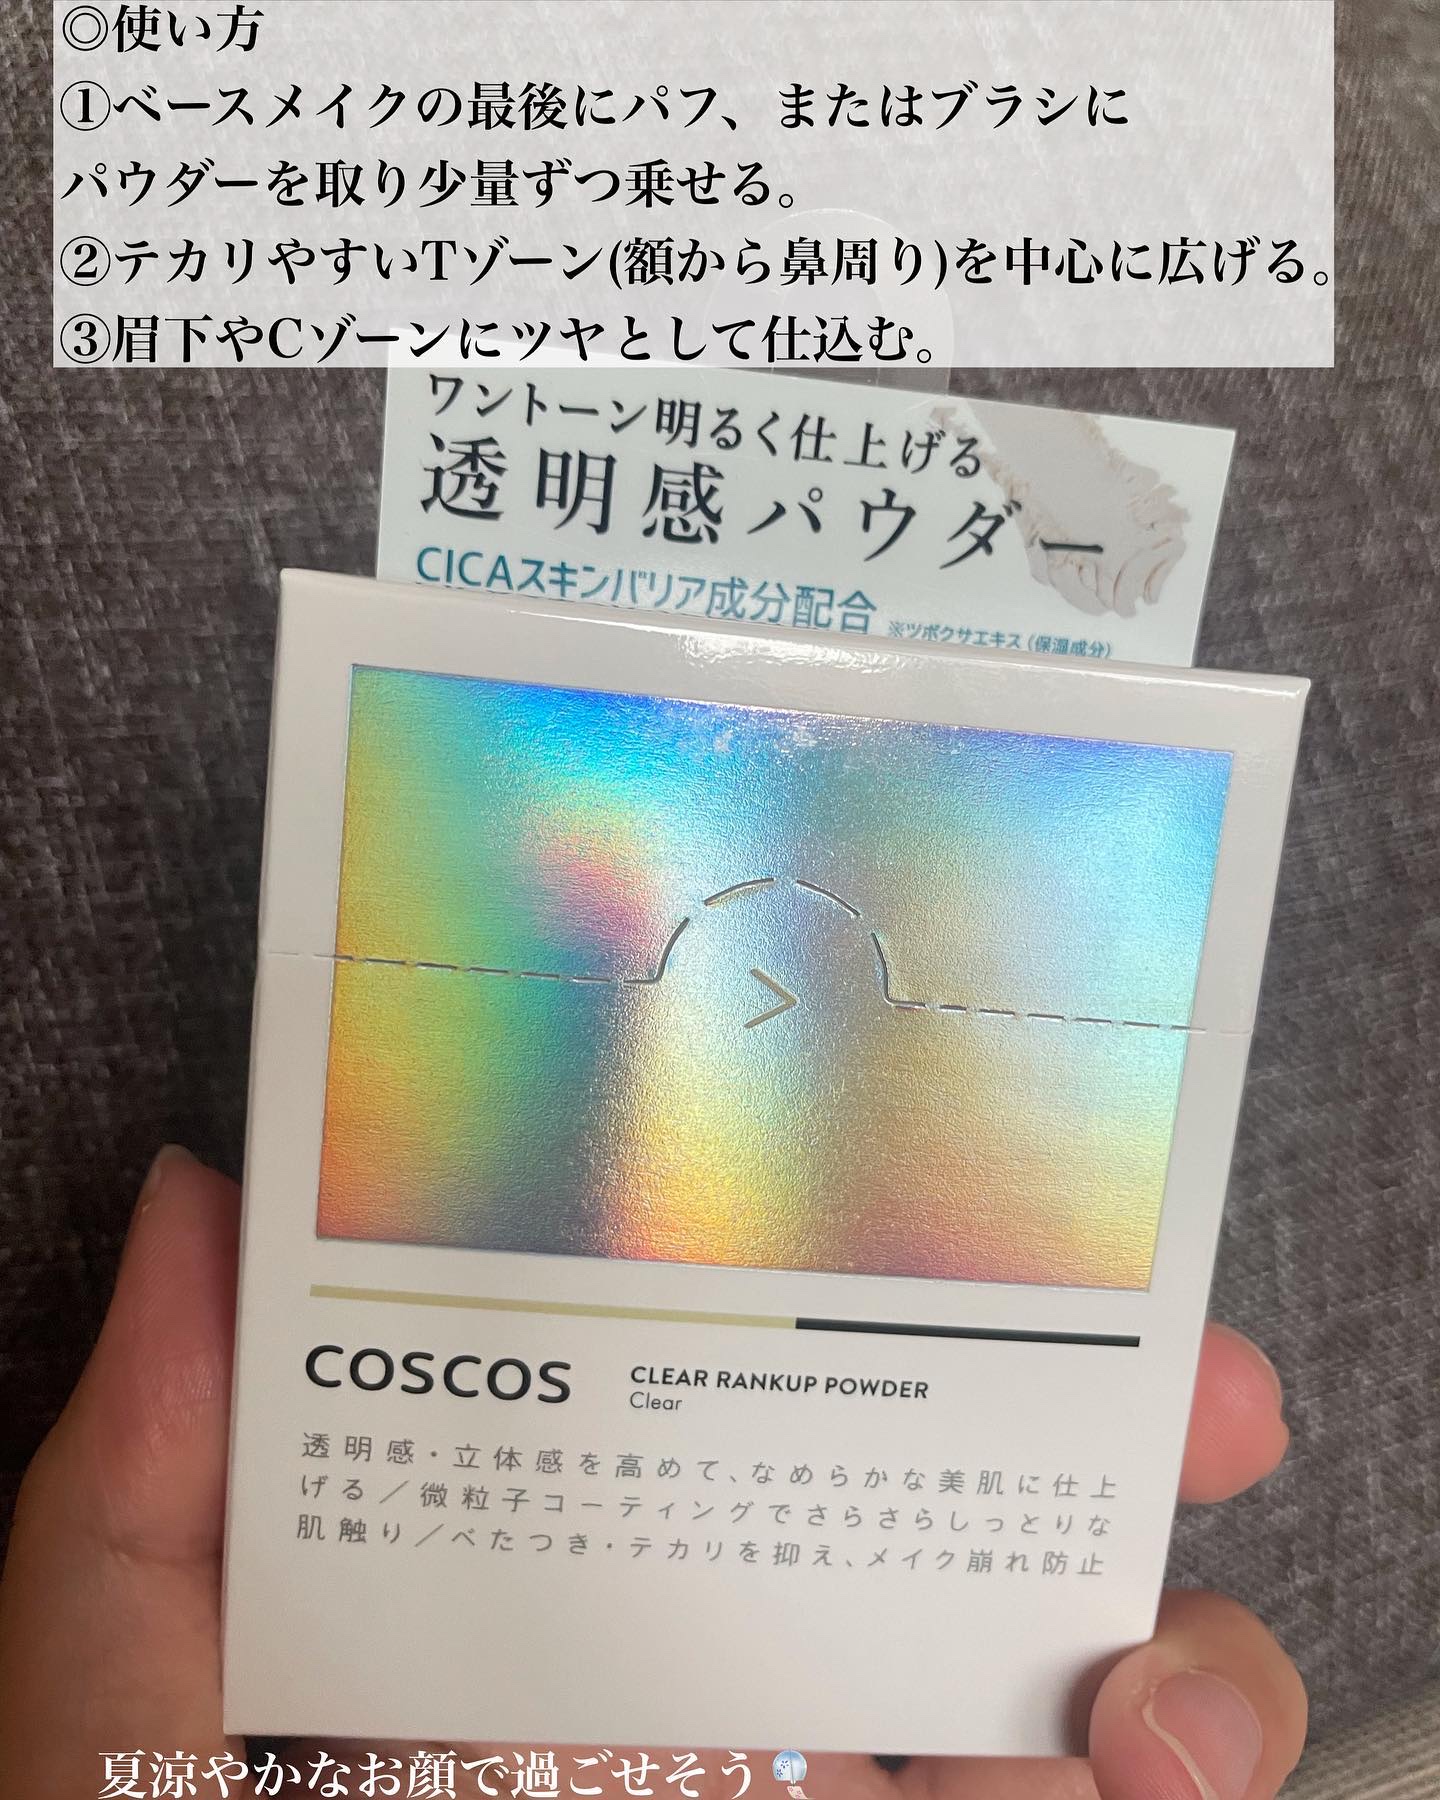 ◎使い方
①ベースメイクの最後にパフ、またはブラシに
パウダーを取り少量ずつ乗せる。
②テカリやすいTゾーン(額から鼻周り)を中心に広げる。
③眉下やCゾーンにツヤとして仕込む。
ワントーン明るく仕上げる
透明感パウダー
CICAスキンバリア成分配合 ※ツボクサエキス(保湿成分)
COSCOS
CLEAR RANKUP POWDER
Clear
透明感・立体感を高めて、なめらかな美肌に仕上
げる／微粒子コーティングでさらさらしっとりな
肌触り／べたつき・テカリを抑え、メイク崩れ防止
夏涼やかなお顔で過ごせそう🎐